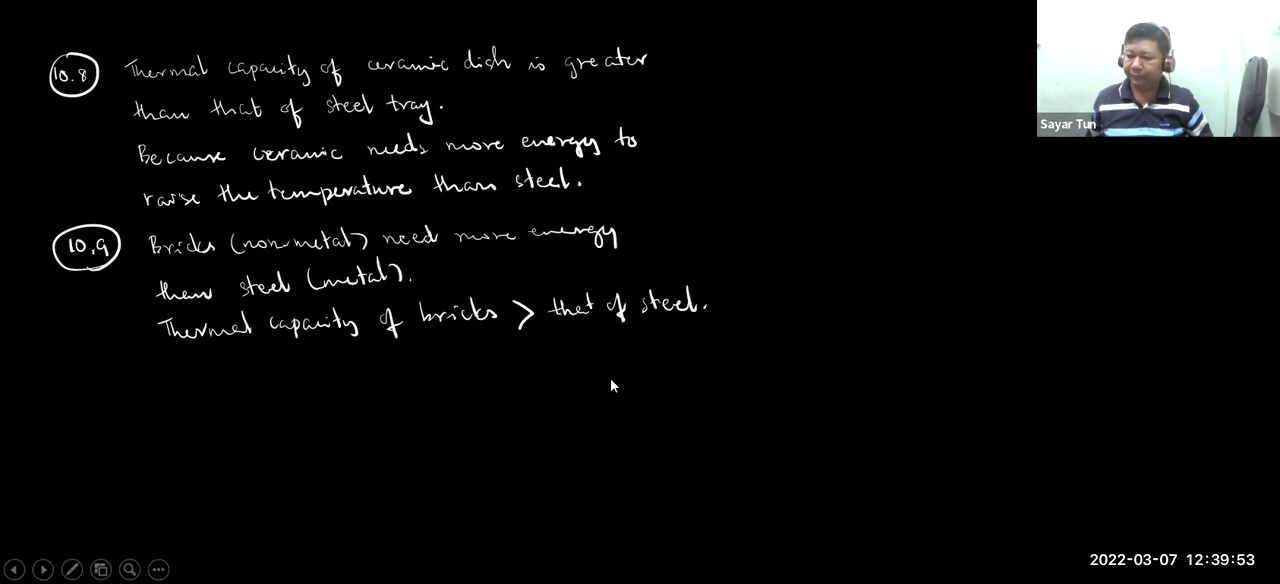 10.8 Thermal capacity of ceramic dish is greater
than that of steel tray.
Because ceramic needs more energy to
raise the temperature than steel.
10.9 Bricks (nonmetal) need more energy
than steel (metal).
Thermal capacity of bricks > that of steel.
Sayar Tun
2022-03-07 12:39:53